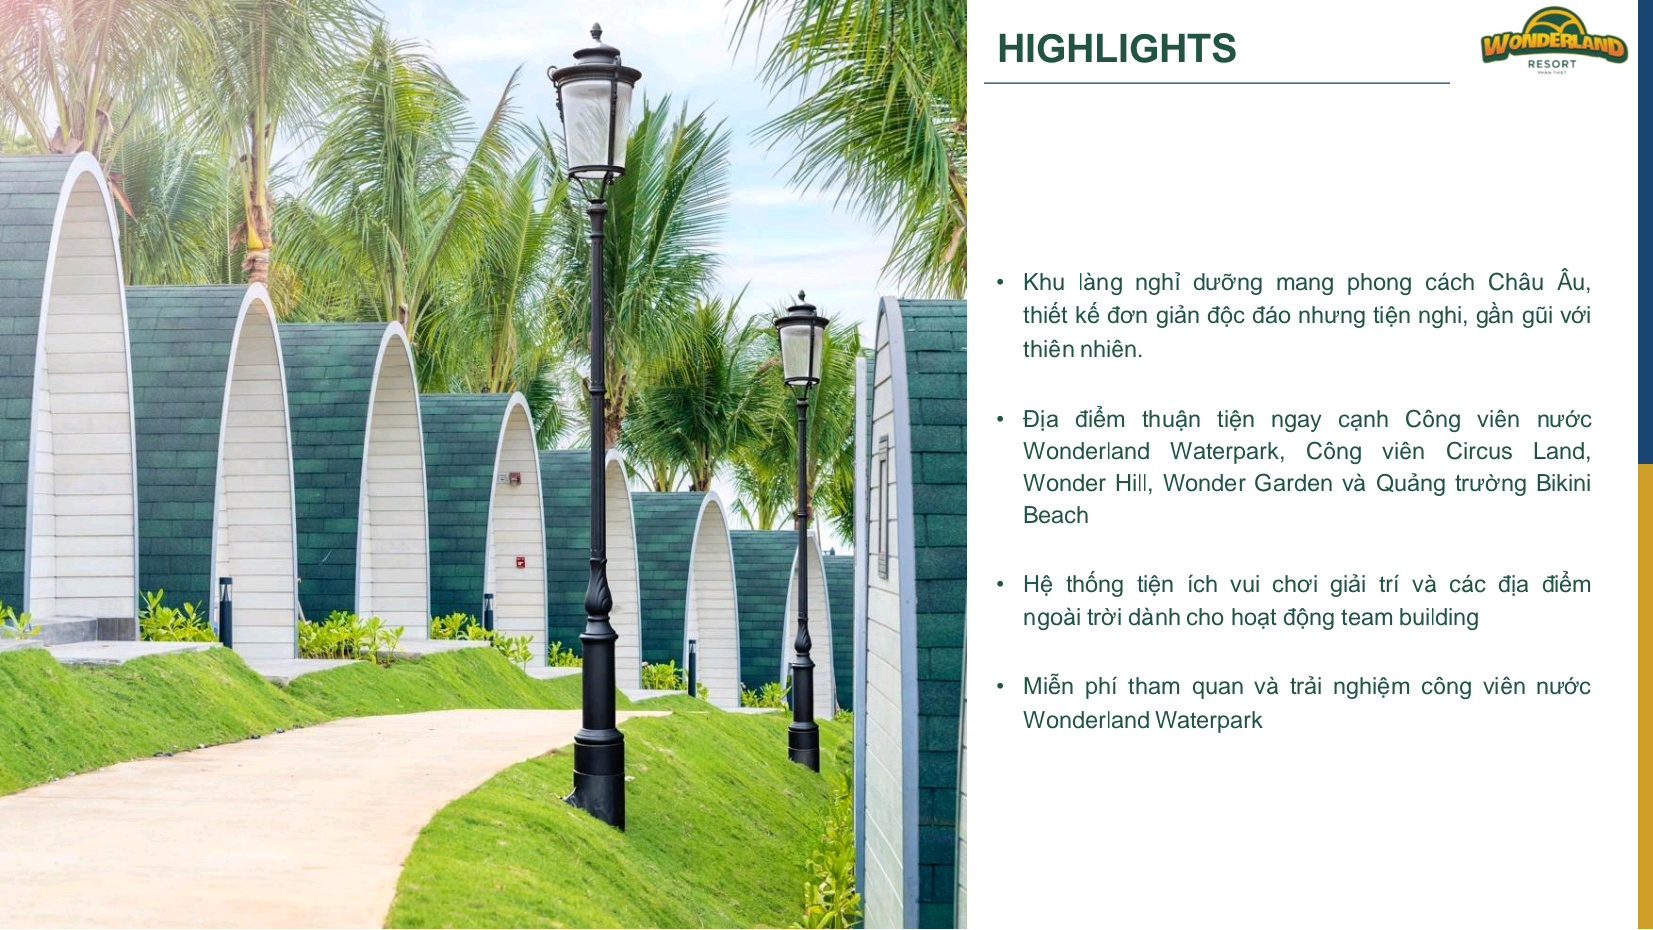 HIGHLIGHTS
WONDERLAND
RESORT
PHAN THIET
• Khu làng nghỉ dưỡng mang phong cách Châu Âu,
thiết kế đơn giản độc đáo nhưng tiện nghi, gần gũi với
thiên nhiên.
• Địa điểm thuận tiện ngay cạnh Công viên nước
Wonderland Waterpark, Công viên Circus Land,
Wonder Hill, Wonder Garden và Quảng trường Bikini
Beach
• Hệ thống tiện ích vui chơi giải trí và các địa điểm
ngoài trời dành cho hoạt động team building
• Miễn phí tham quan và trải nghiệm công viên nước
Wonderland Waterpark